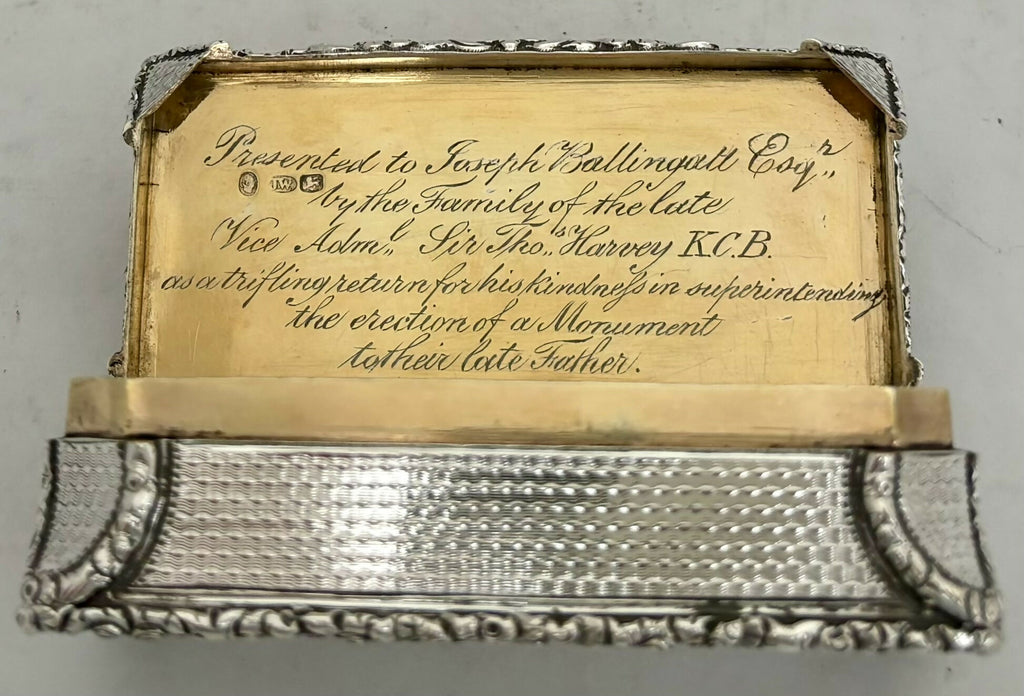 Presented to Joseph Ballingall Esqr.,
by the Family of the late
Vice Adml., Sir Thos., Harvey K.C.B.
as a trifling return for his kindness in superintending
the erection of a Monument
to their late Father.